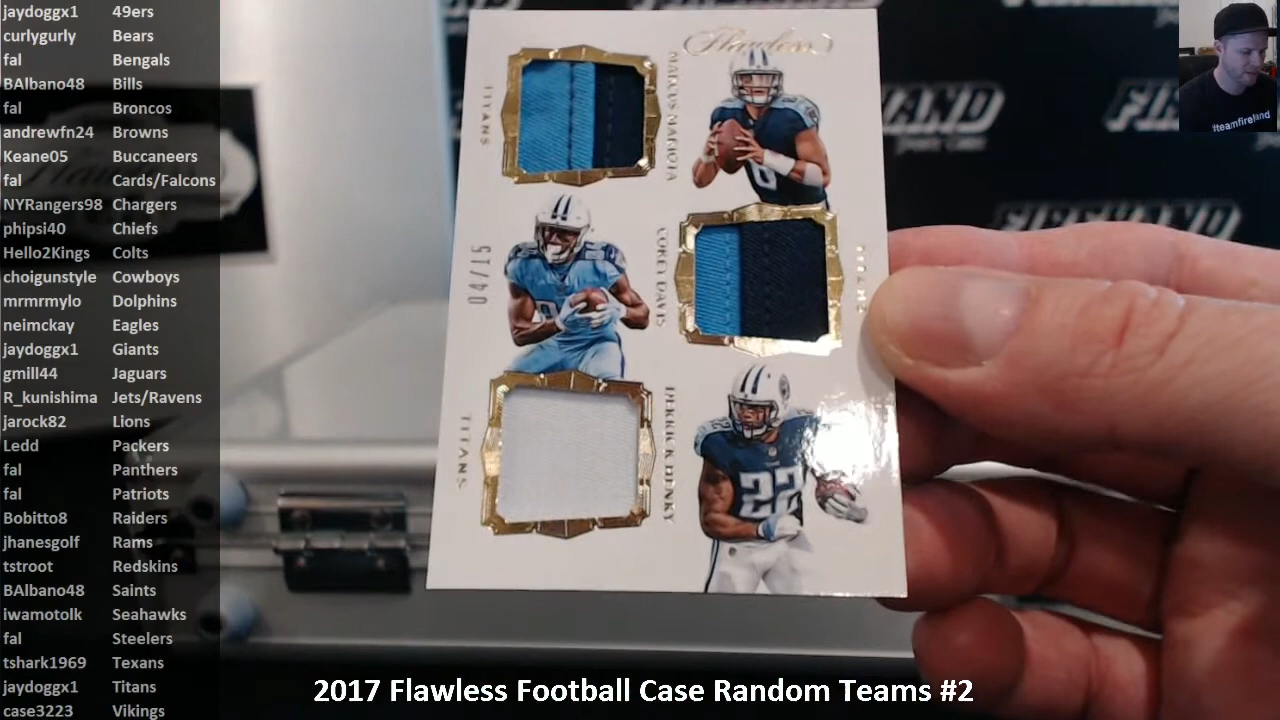 jaydoggx1 49ers
curlygurly Bears
fal Bengals
BAlbano48 Bills
fal Broncos
andrewfn24 Browns
Keane05 Buccaneers
fal Cards/Falcons
NYRangers98 Chargers
phipsi40 Chiefs
Hello2Kings Colts
choigunstyle Cowboys
mrmrmylo Dolphins
neimckay Eagles
jaydoggx1 Giants
gmill44 Jaguars
R_kunishima Jets/Ravens
jarock82 Lions
Ledd Packers
fal Panthers
fal Patriots
Bobitto8 Raiders
jhanesgolf Rams
tstroot Redskins
BAlbano48 Saints
iwamotolk Seahawks
fal Steelers
tshark1969 Texans
jaydoggx1 Titans
case3223 Vikings
Flawless
TITANS
MARCUS MARIOTA
8
04/15
COREY DAVIS
TITANS
TITANS
DERRICK HENRY
22
FIREHAND
#teamfirehand
2017 Flawless Football Case Random Teams #2